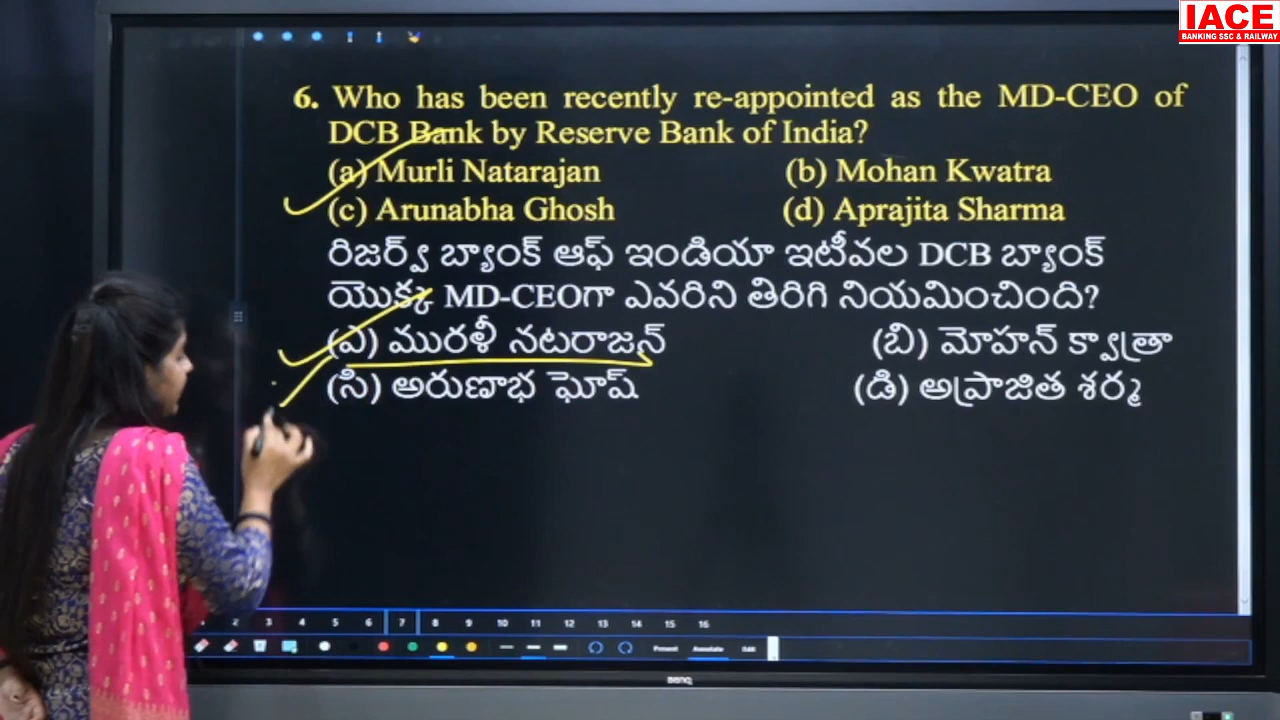 IACE
BANKING SSC & RAILWAY
6. Who has been recently re-appointed as the MD-CEO of
DCB Bank by Reserve Bank of India?
(a) Murli Natarajan (b) Mohan Kwatra
(c) Arunabha Ghosh (d) Aprajita Sharma
రిజర్వ్ బ్యాంక్ ఆఫ్ ఇండియా ఇటీవల DCB బ్యాంక్
యొక్క MD-CEOగా ఎవరిని తిరిగి నియమించింది?
(ఎ) మురళీ నటరాజన్ (బి) మోహన్ క్వాత్రా
(సి) అరుణాభ ఘోష్ (డి) అప్రాజిత శర్మ
2 3 4 5 6 7 8 9 10 11 12 13 14 15 16
Present Annotate Edit
BenQ